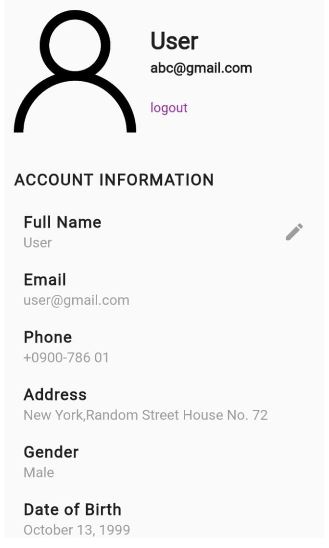 User
abc@gmail.com
logout
ACCOUNT INFORMATION
Full Name
User
Email
user@gmail.com
Phone
+0900-786 01
Address
New York,Random Street House No. 72
Gender
Male
Date of Birth
October 13, 1999